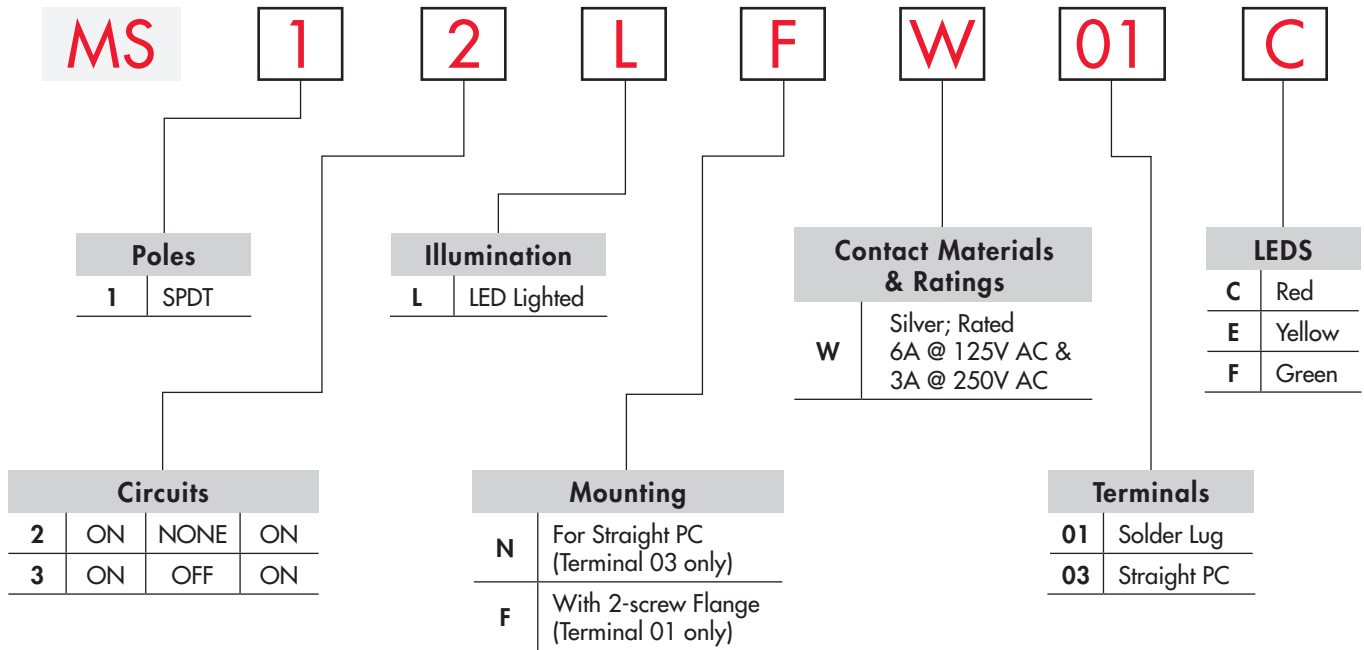 MS 1 2 L F W 01 C
Poles
1 SPDT
Illumination
L LED Lighted
Contact Materials
& Ratings
W Silver; Rated
6A @ 125V AC &
3A @ 250V AC
LEDS
C Red
E Yellow
F Green
Circuits
2 ON NONE ON
3 ON OFF ON
Mounting
N For Straight PC
(Terminal 03 only)
F With 2-screw Flange
(Terminal 01 only)
Terminals
01 Solder Lug
03 Straight PC